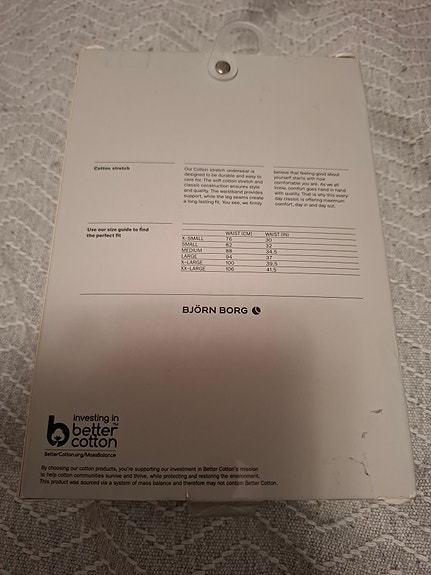 Cotton stretch
Our Cotton stretch underwear is
designed to be durable and easy to
care for. The soft cotton stretch and
classic construction ensures style
and quality. The waistband provides
support, while the leg seams create
a long lasting fit. You see, we firmly
believe that feeling good about
yourself starts with how
comfortable you are. As we all
know, comfort goes hand in hand
with quality. That is why this every
day classic is offering maximum
comfort, day in and day out.
Use our size guide to find
the perfect fit
WAIST (CM) WAIST (IN)
X-SMALL 76 30
SMALL 82 32
MEDIUM 88 34.5
LARGE 94 37
X-LARGE 100 39.5
XX-LARGE 106 41.5
BJÖRN BORG
investing in
better
cotton
TM
BetterCotton.org/MassBalance
By choosing our cotton products, you're supporting our investment in Better Cotton's mission
to help cotton communities survive and thrive, while protecting and restoring the environment.
This product was sourced via a system of mass balance and therefore may not contain Better Cotton.